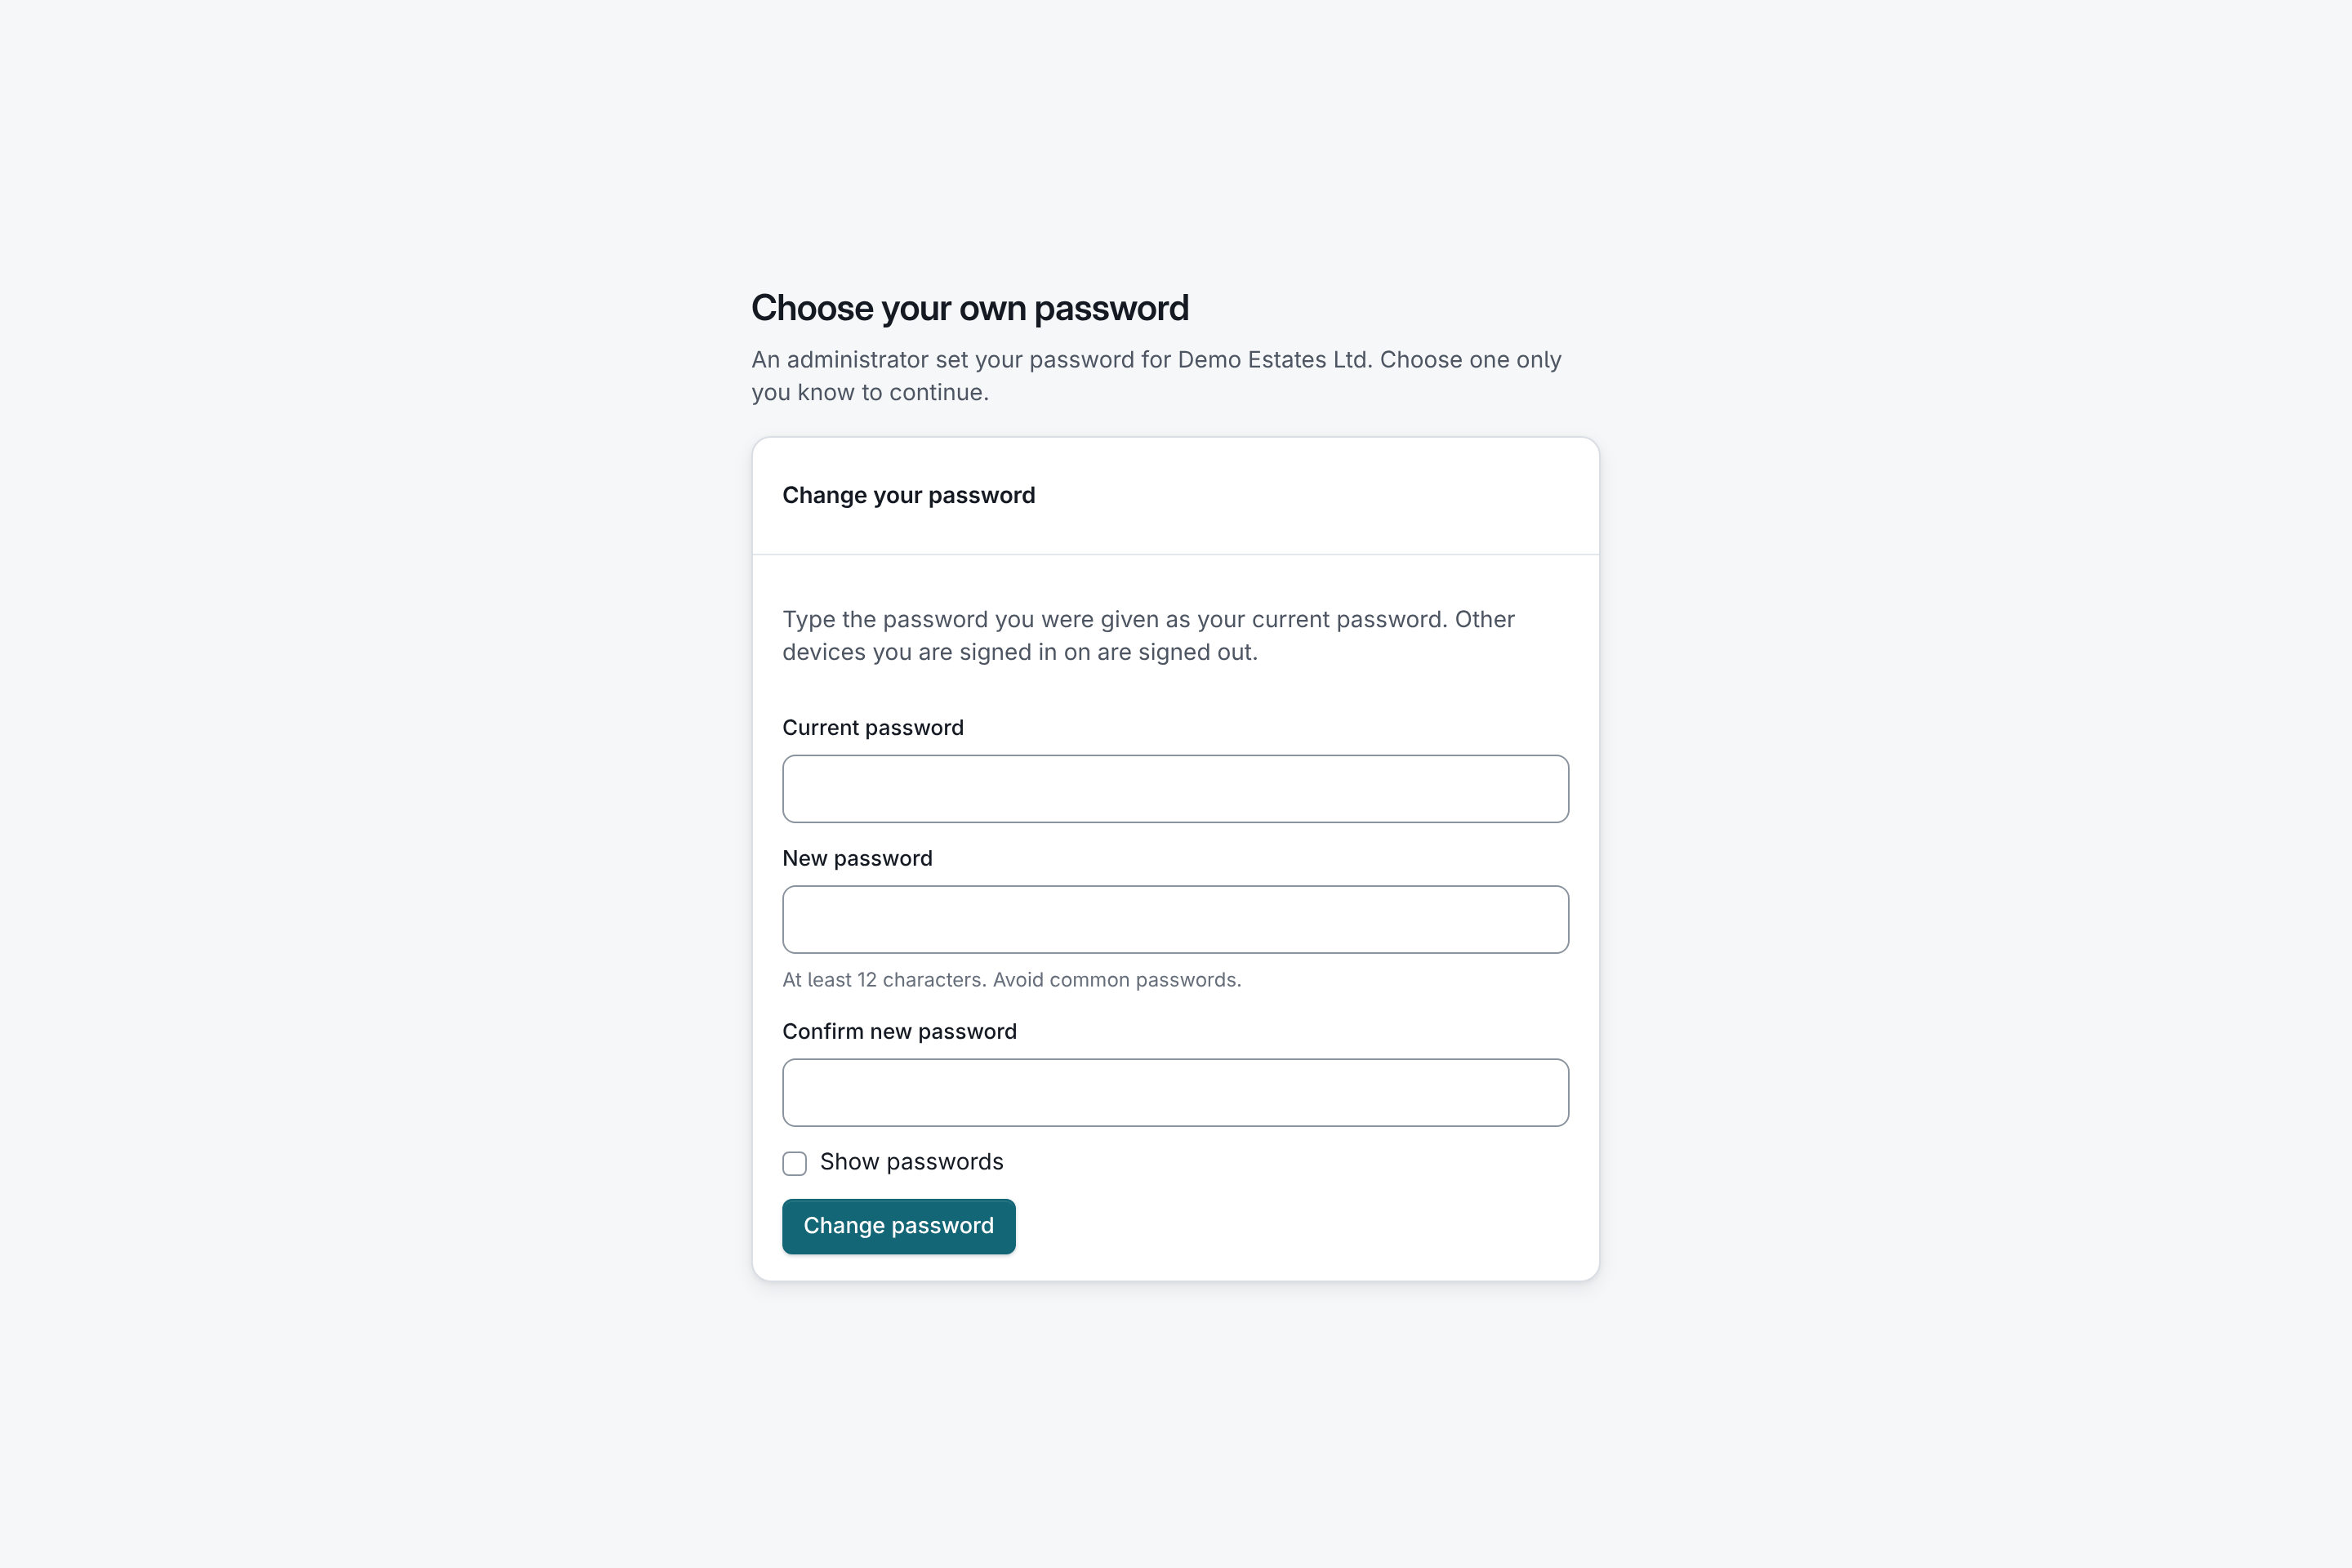 Choose your own password
An administrator set your password for Demo Estates Ltd. Choose one only
you know to continue.
Change your password
Type the password you were given as your current password. Other
devices you are signed in on are signed out.
Current password
New password
At least 12 characters. Avoid common passwords.
Confirm new password
Show passwords
Change password